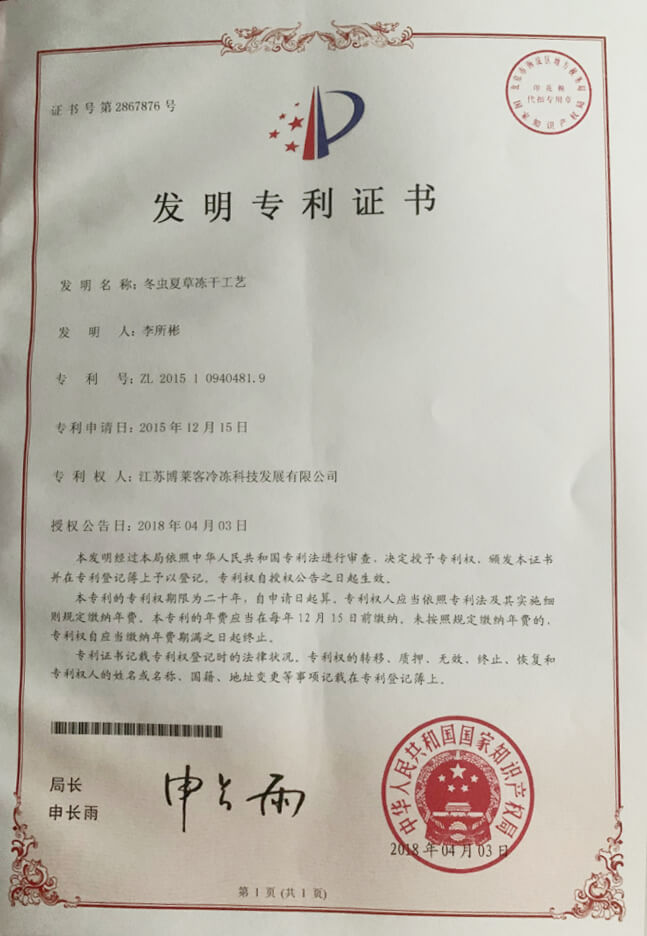 证书号第2867876号
印花税
代扣专用章
发明专利证书
发 明 名 称：冬虫夏草冻干工艺
发 明 人：李所彬
专 利 号：ZL 2015 1 0940481.9
专利申请日：2015年12月15日
专 利 权 人：江苏博莱客冷冻科技发展有限公司
授权公告日：2018年04月03日
本发明经过本局依照中华人民共和国专利法进行审查，决定授予专利权，颁发本证书
并在专利登记簿上予以登记。专利权自授权公告之日起生效。
本专利的专利权期限为二十年，自申请日起算。专利权人应当依照专利法及其实施细
则规定缴纳年费。本专利的年费应当在每年12月15日前缴纳。未按照规定缴纳年费的，
专利权自应当缴纳年费期满之日起终止。
专利证书记载专利权登记时的法律状况。专利权的转移、质押、无效、终止、恢复和
专利权人的姓名或名称、国籍、地址变更等事项记载在专利登记簿上。
局长
申长雨
申长雨
中华人民共和国国家知识产权局
2018年04月03日
第1页(共1页)